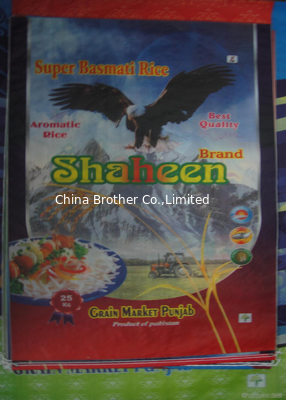 Super Basmati Rice
Aromatic
Rice
Best
Quality
Shaheen
Brand
China Brother Co.,Limited
25
KG
Grain Market Punjab
Product of pakistan